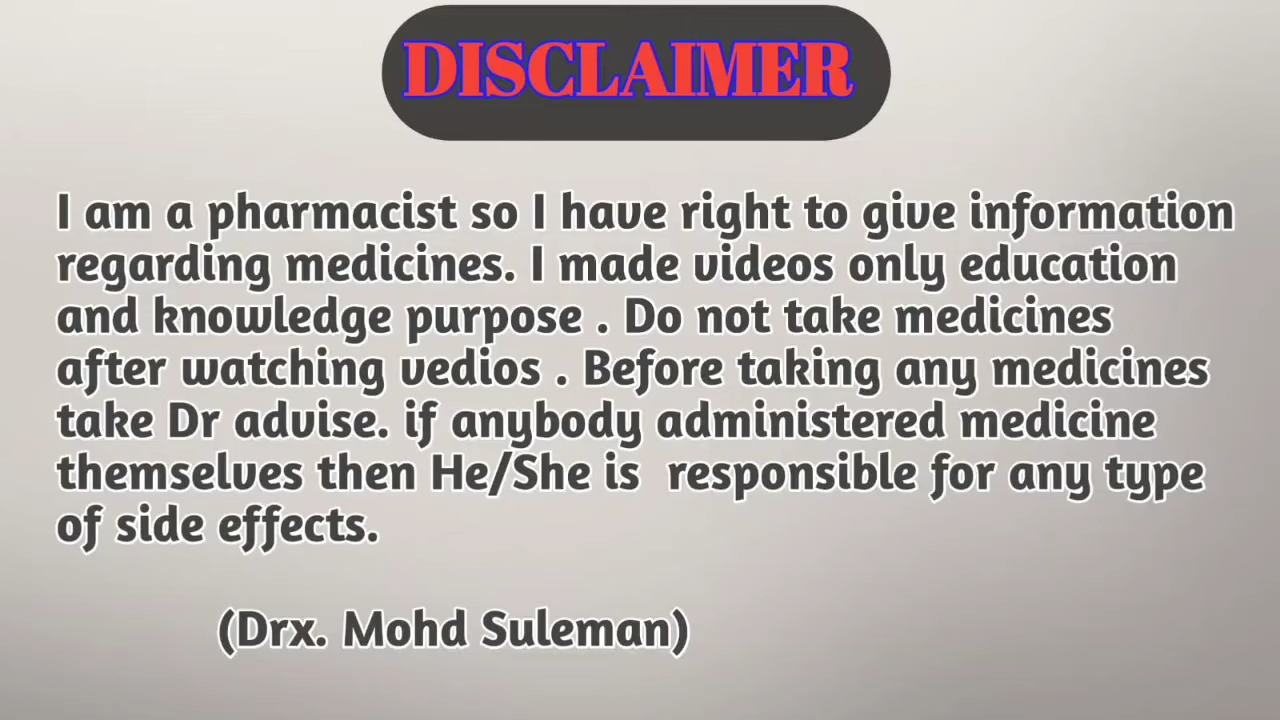 DISCLAIMER
I am a pharmacist so I have right to give information
regarding medicines. I made videos only education
and knowledge purpose . Do not take medicines
after watching vedios . Before taking any medicines
take Dr advise. if anybody administered medicine
themselves then He/She is  responsible for any type
of side effects.
(Drx. Mohd Suleman)